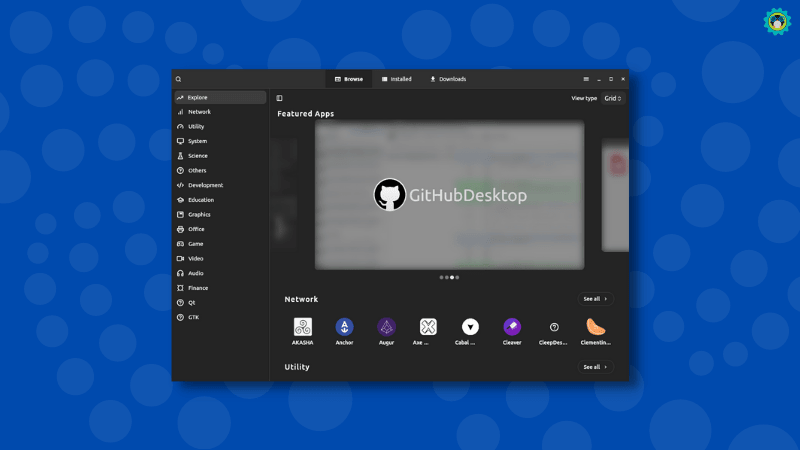 Browse
Installed
Downloads
Explore
Network
Utility
System
Science
Others
Development
Education
Graphics
Office
Game
Video
Audio
Finance
Qt
GTK
View type
Grid
Featured Apps
GitHubDesktop
Network
See all
AKASHA
Anchor
Augur
Axe ...
Cabal ...
Cleaver
CleepDes...
Clementin...
Utility
See all